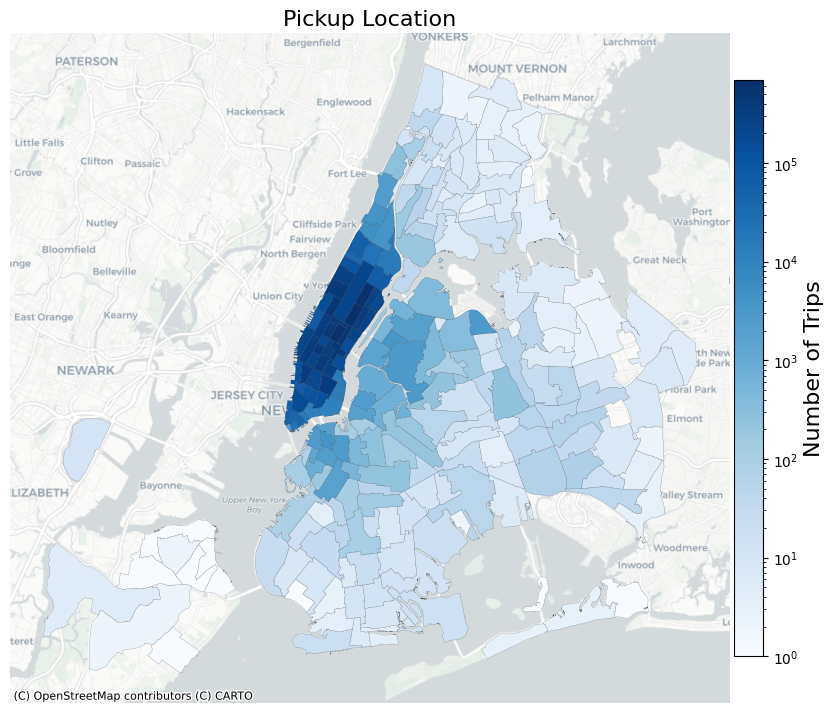 Pickup Location
YONKERS
Bergenfield
Larchmont
PATERSON
MOUNT VERNON
Pelham Manor
Englewood
Hackensack
Little Falls
Clifton
Passaic
Grove
Fort Lee
Port
Washington
Nutley
Cliffside Park
Fairview
Bloomfield
North Bergen
ange
Belleville
Great Neck
Union City
East Orange
Kearny
NEWARK
Floral Park
JERSEY CITY
NE
Elmont
LIZABETH
Bayonne
Upper New York
Bay
Valley Stream
Woodmere
Inwood
teret
(C) OpenStreetMap contributors (C) CARTO
10^5
10^4
10^3
10^2
10^1
10^0
Number of Trips